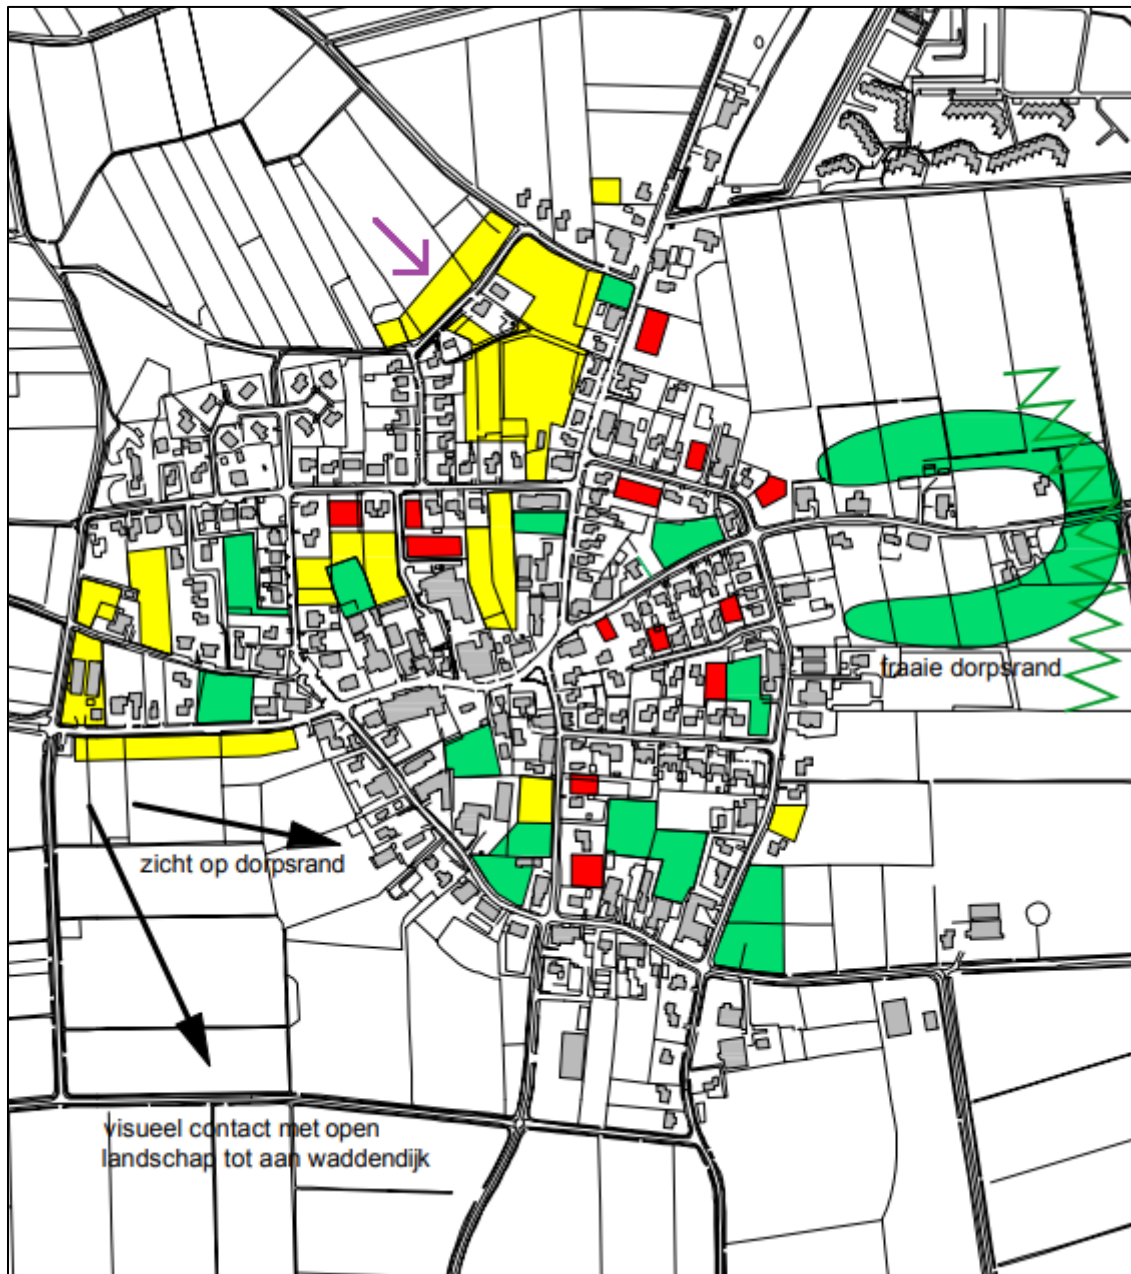 fraaie dorpsrand
zicht op dorpsrand
visueel contact met open
landschap tot aan waddendijk